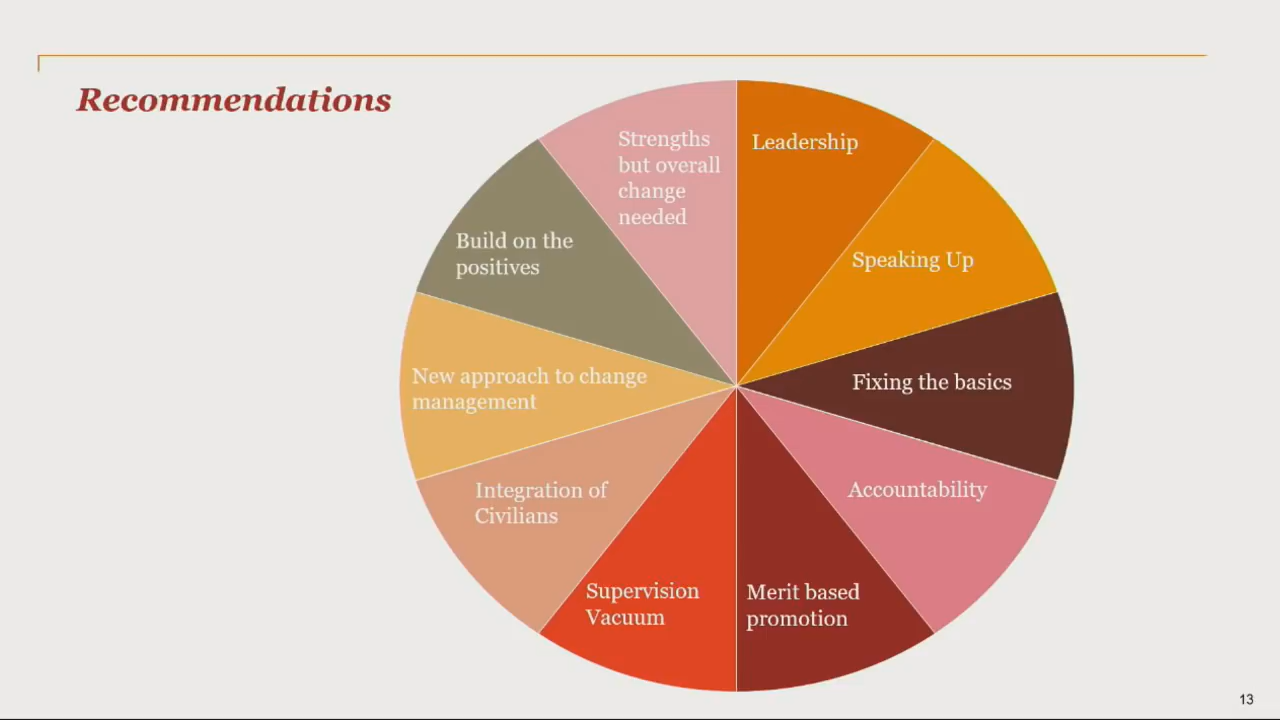 Recommendations
Strengths
but overall
change
needed
Leadership
Speaking Up
Fixing the basics
Accountability
Merit based
promotion
Supervision
Vacuum
Integration of
Civilians
New approach to change
management
Build on the
positives
13